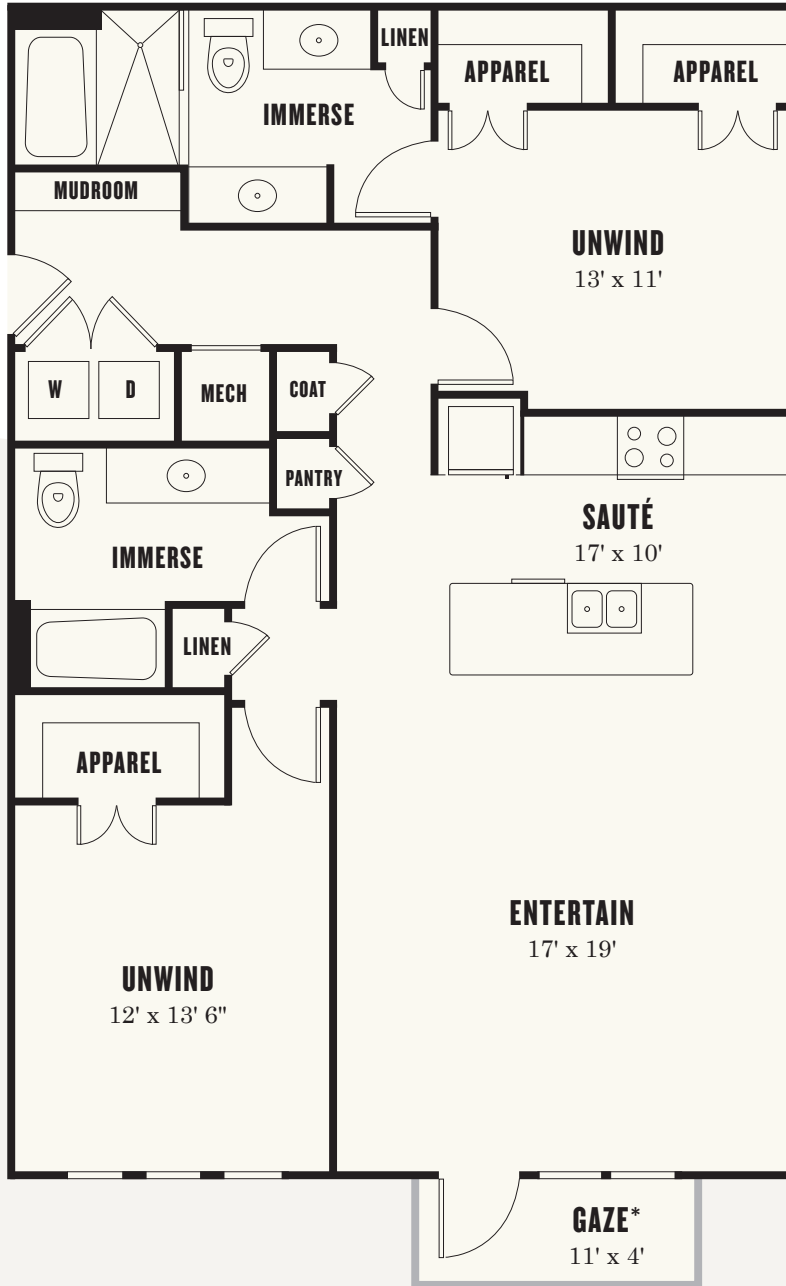 LINEN
APPAREL
APPAREL
IMMERSE
MUDROOM
UNWIND
13' x 11'
W
D
MECH
COAT
PANTRY
SAUTÉ
17' x 10'
IMMERSE
LINEN
APPAREL
ENTERTAIN
17' x 19'
UNWIND
12' x 13' 6"
GAZE*
11' x 4'